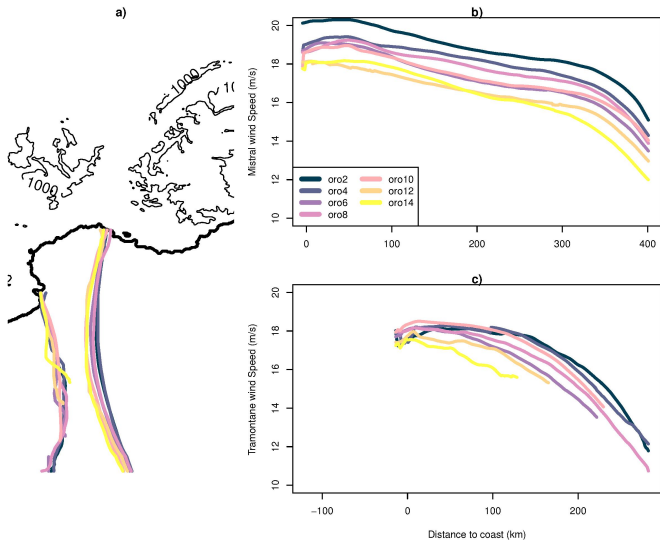 a)
1000
10
1000
2
b)
Mistral wind Speed (m/s)
20
18
16
14
12
10
oro2
oro4
oro6
oro8
oro10
oro12
oro14
0
100
200
300
400
c)
Tramontane wind Speed (m/s)
20
18
16
14
12
10
−100
0
100
200
Distance to coast (km)